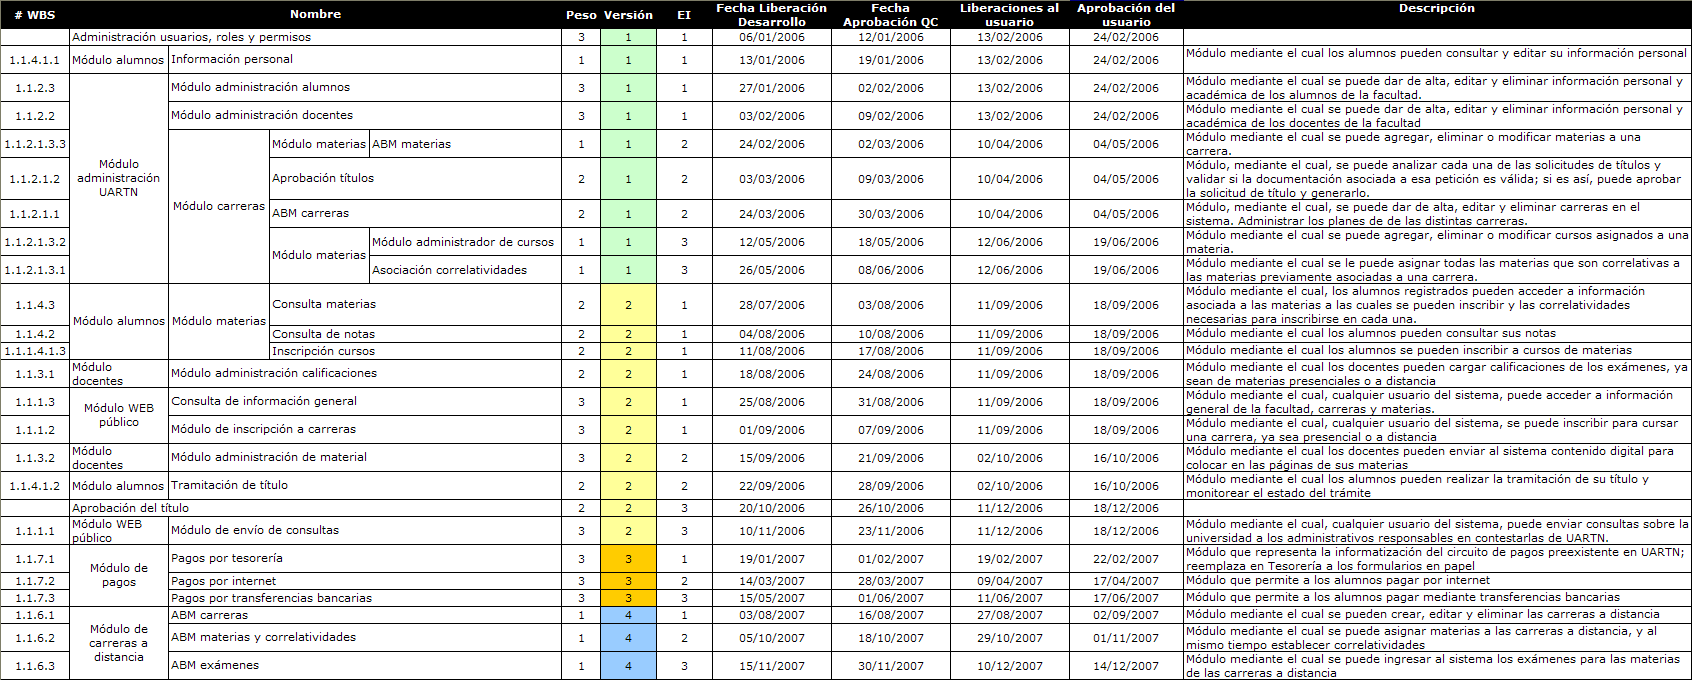 # WBS Nombre Peso Versión EI Fecha Liberación Desarrollo Fecha Aprobación QC Liberaciones al usuario Aprobación del usuario Descripción
Administración usuarios, roles y permisos 3 1 1 06/01/2006 12/01/2006 13/02/2006 24/02/2006
1.1.4.1.1 Módulo alumnos Información personal 1 1 1 13/01/2006 19/01/2006 13/02/2006 24/02/2006 Módulo mediante el cual los alumnos pueden consultar y editar su información personal
1.1.2.3 Módulo administración UARTN Módulo administración alumnos 3 1 1 27/01/2006 02/02/2006 13/02/2006 24/02/2006 Módulo mediante el cual se puede dar de alta, editar y eliminar información personal y
académica de los alumnos de la facultad.
1.1.2.2 Módulo administración docentes 3 1 1 03/02/2006 09/02/2006 13/02/2006 24/02/2006 Módulo mediante el cual se puede dar de alta, editar y eliminar información personal y
académica de los docentes de la facultad
1.1.2.1.3.3 Módulo carreras Módulo materias ABM materias 1 1 2 24/02/2006 02/03/2006 10/04/2006 04/05/2006 Módulo mediante el cual se puede agregar, eliminar o modificar materias a una
carrera.
1.1.2.1.2 Aprobación títulos 2 1 2 03/03/2006 09/03/2006 10/04/2006 04/05/2006 Módulo, mediante el cual, se puede analizar cada una de las solicitudes de títulos y
validar si la documentación asociada a esa petición es válida; si es así, puede aprobar
la solicitud de título y generarlo.
1.1.2.1.1 ABM carreras 2 1 2 24/03/2006 30/03/2006 10/04/2006 04/05/2006 Módulo, mediante el cual, se puede dar de alta, editar y eliminar carreras en el
sistema. Administrar los planes de de las distintas carreras.
1.1.2.1.3.2 Módulo materias Módulo administrador de cursos 1 1 3 12/05/2006 18/05/2006 12/06/2006 19/06/2006 Módulo mediante el cual se puede agregar, eliminar o modificar cursos asignados a una
materia.
1.1.2.1.3.1 Asociación correlatividades 1 1 3 26/05/2006 08/06/2006 12/06/2006 19/06/2006 Módulo mediante el cual se le puede asignar todas las materias que son correlativas a
las materias previamente asociadas a una carrera.
1.1.4.3 Módulo alumnos Módulo materias Consulta materias 2 2 1 28/07/2006 03/08/2006 11/09/2006 18/09/2006 Módulo mediante el cual, los alumnos registrados pueden acceder a información
asociada a las materias a las cuales se pueden inscribir y las correlatividades
necesarias para inscribirse en cada una.
1.1.4.2 Consulta de notas 2 2 1 04/08/2006 10/08/2006 11/09/2006 18/09/2006 Módulo mediante el cual los alumnos pueden consultar sus notas
1.1.1.4.1.3 Inscripción cursos 2 2 1 11/08/2006 17/08/2006 11/09/2006 18/09/2006 Módulo mediante el cual los alumnos se pueden inscribir a cursos de materias
1.1.3.1 Módulo docentes Módulo administración calificaciones 2 2 1 18/08/2006 24/08/2006 11/09/2006 18/09/2006 Módulo mediante el cual los docentes pueden cargar calificaciones de los exámenes, ya
sean de materias presenciales o a distancia
1.1.1.3 Módulo WEB público Consulta de información general 3 2 1 25/08/2006 31/08/2006 11/09/2006 18/09/2006 Módulo mediante el cual, cualquier usuario del sistema, puede acceder a información
general de la facultad, carreras y materias.
1.1.1.2 Módulo de inscripción a carreras 3 2 1 01/09/2006 07/09/2006 11/09/2006 18/09/2006 Módulo mediante el cual, cualquier usuario del sistema, se puede inscribir para cursar
una carrera, ya sea presencial o a distancia
1.1.3.2 Módulo docentes Módulo administración de material 3 2 2 15/09/2006 21/09/2006 02/10/2006 16/10/2006 Módulo mediante el cual los docentes pueden enviar al sistema contenido digital para
colocar en las páginas de sus materias
1.1.4.1.2 Módulo alumnos Tramitación de título 2 2 2 22/09/2006 28/09/2006 02/10/2006 16/10/2006 Módulo mediante el cual los alumnos pueden realizar la tramitación de su título y
monitorear el estado del trámite
Aprobación del título 2 2 3 20/10/2006 26/10/2006 11/12/2006 18/12/2006
1.1.1.1 Módulo WEB público Módulo de envío de consultas 3 2 3 10/11/2006 23/11/2006 11/12/2006 18/12/2006 Módulo mediante el cual, cualquier usuario del sistema, puede enviar consultas sobre la
universidad a los administrativos responsables en contestarlas de UARTN.
1.1.7.1 Módulo de pagos Pagos por tesorería 3 3 1 19/01/2007 01/02/2007 19/02/2007 22/02/2007 Módulo que representa la informatización del circuito de pagos preexistente en UARTN;
reemplaza en Tesorería a los formularios en papel
1.1.7.2 Pagos por internet 3 3 2 14/03/2007 28/03/2007 09/04/2007 17/04/2007 Módulo que permite a los alumnos pagar por internet
1.1.7.3 Pagos por transferencias bancarias 3 3 3 15/05/2007 01/06/2007 11/06/2007 17/06/2007 Módulo que permite a los alumnos pagar mediante transferencias bancarias
1.1.6.1 Módulo de carreras a distancia ABM carreras 1 4 1 03/08/2007 16/08/2007 27/08/2007 02/09/2007 Módulo mediante el cual se pueden crear, editar y eliminar las carreras a distancia
1.1.6.2 ABM materias y correlatividades 1 4 2 05/10/2007 18/10/2007 29/10/2007 01/11/2007 Módulo mediante el cual se puede asignar materias a las carreras a distancia, y al
mismo tiempo establecer correlatividades
1.1.6.3 ABM exámenes 1 4 3 15/11/2007 30/11/2007 10/12/2007 14/12/2007 Módulo mediante el cual se puede ingresar al sistema los exámenes para las materias
de las carreras a distancia